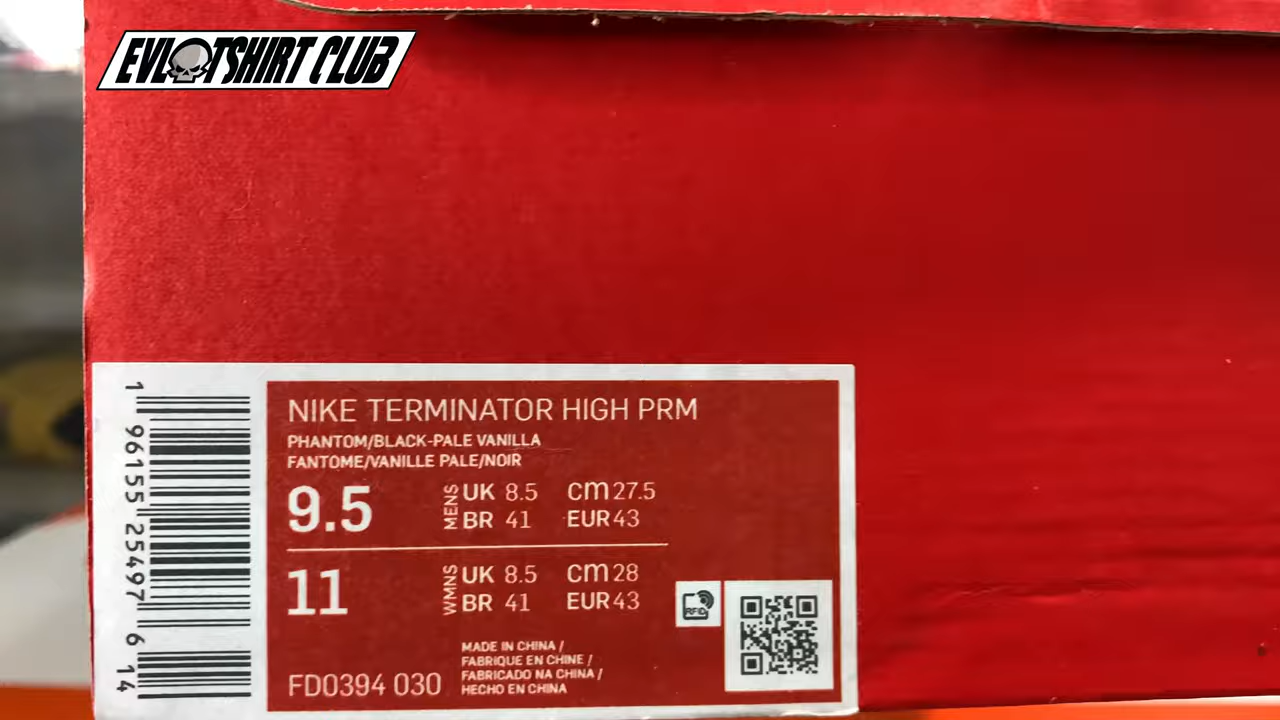 EVL TSHIRT CLUB
NIKE TERMINATOR HIGH PRM
PHANTOM/BLACK-PALE VANILLA
FANTOME/VANILLE PALE/NOIR
9.5 MENS UK 8.5 CM 27.5
BR 41 EUR 43
11 WMNS UK 8.5 CM 28
BR 41 EUR 43
RFID
MADE IN CHINA /
FABRIQUE EN CHINE /
FABRICADO NA CHINA /
HECHO EN CHINA
FD0394 030
1 96155 25497 6 14